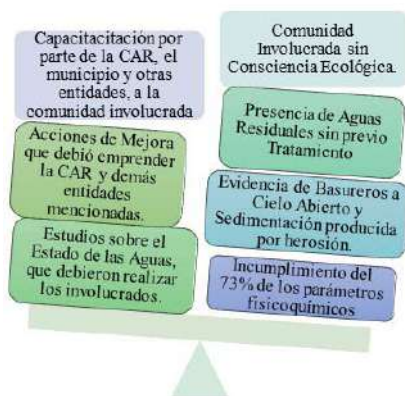 Capacitacitación por
parte de la CAR, el
municipio y otras
entidades, a la
comunidad involucrada
Acciones de Mejora
que debió emprender
la CAR y demás
entidades
mencionadas.
Estudios sobre el
Estado de las Aguas,
que debieron realizar
los involucrados.
Comunidad
Involucrada sin
Consciencia Ecológica.
Presencia de Aguas
Residuales sin previo
Tratamiento
Evidencia de Basureros a
Cielo Abierto y
Sedimentación producida
por herosión.
Incumplimiento del
73% de los parámetros
fisicoquímicos